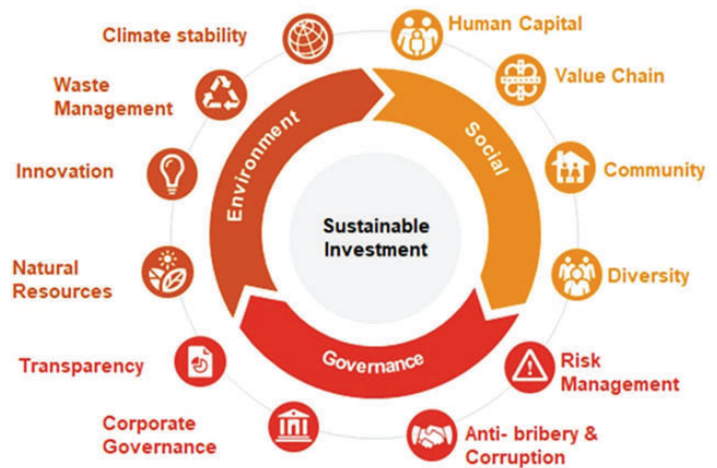 Climate stability
Human Capital
Waste
Management
Value Chain
Innovation
Community
Natural
Resources
Diversity
Environment
Social
Sustainable
Investment
Governance
Transparency
Risk
Management
Corporate
Governance
Anti- bribery &
Corruption